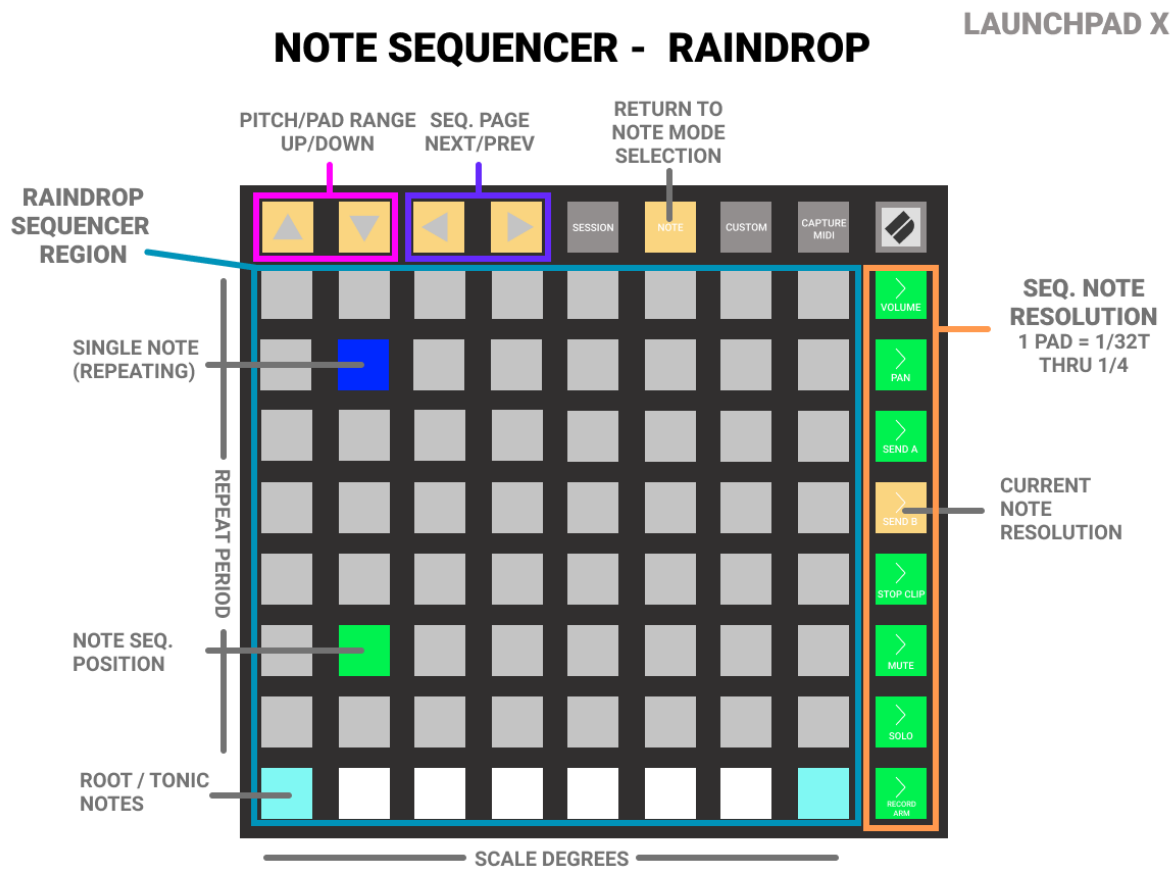 LAUNCHPAD X
NOTE SEQUENCER - RAINDROP
PITCH/PAD RANGE
UP/DOWN
SEQ. PAGE
NEXT/PREV
RETURN TO
NOTE MODE
SELECTION
RAINDROP
SEQUENCER
REGION
SESSION
NOTE
CUSTOM
CAPTURE
MIDI
VOLUME
SEQ. NOTE
RESOLUTION
1 PAD = 1/32T
THRU 1/4
SINGLE NOTE
(REPEATING)
PAN
SEND A
REPEAT PERIOD
SEND B
CURRENT
NOTE
RESOLUTION
STOP CLIP
NOTE SEQ.
POSITION
MUTE
SOLO
ROOT / TONIC
NOTES
RECORD
ARM
SCALE DEGREES